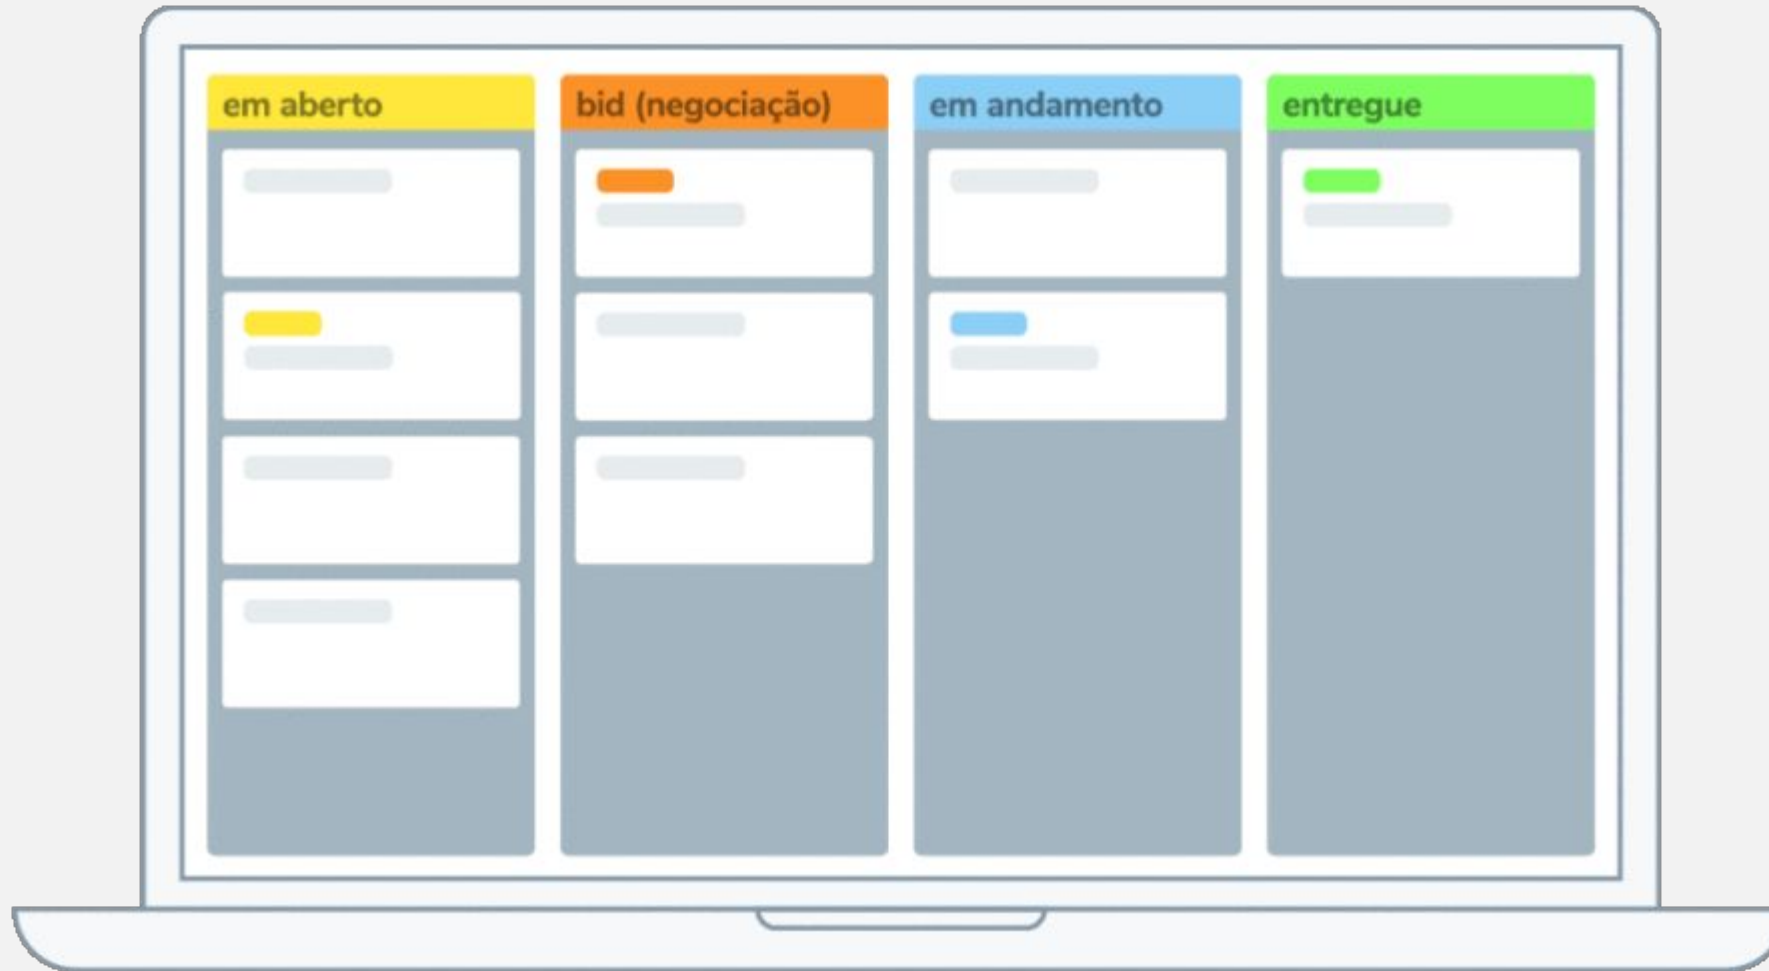 em aberto
bid (negociação)
em andamento
entregue